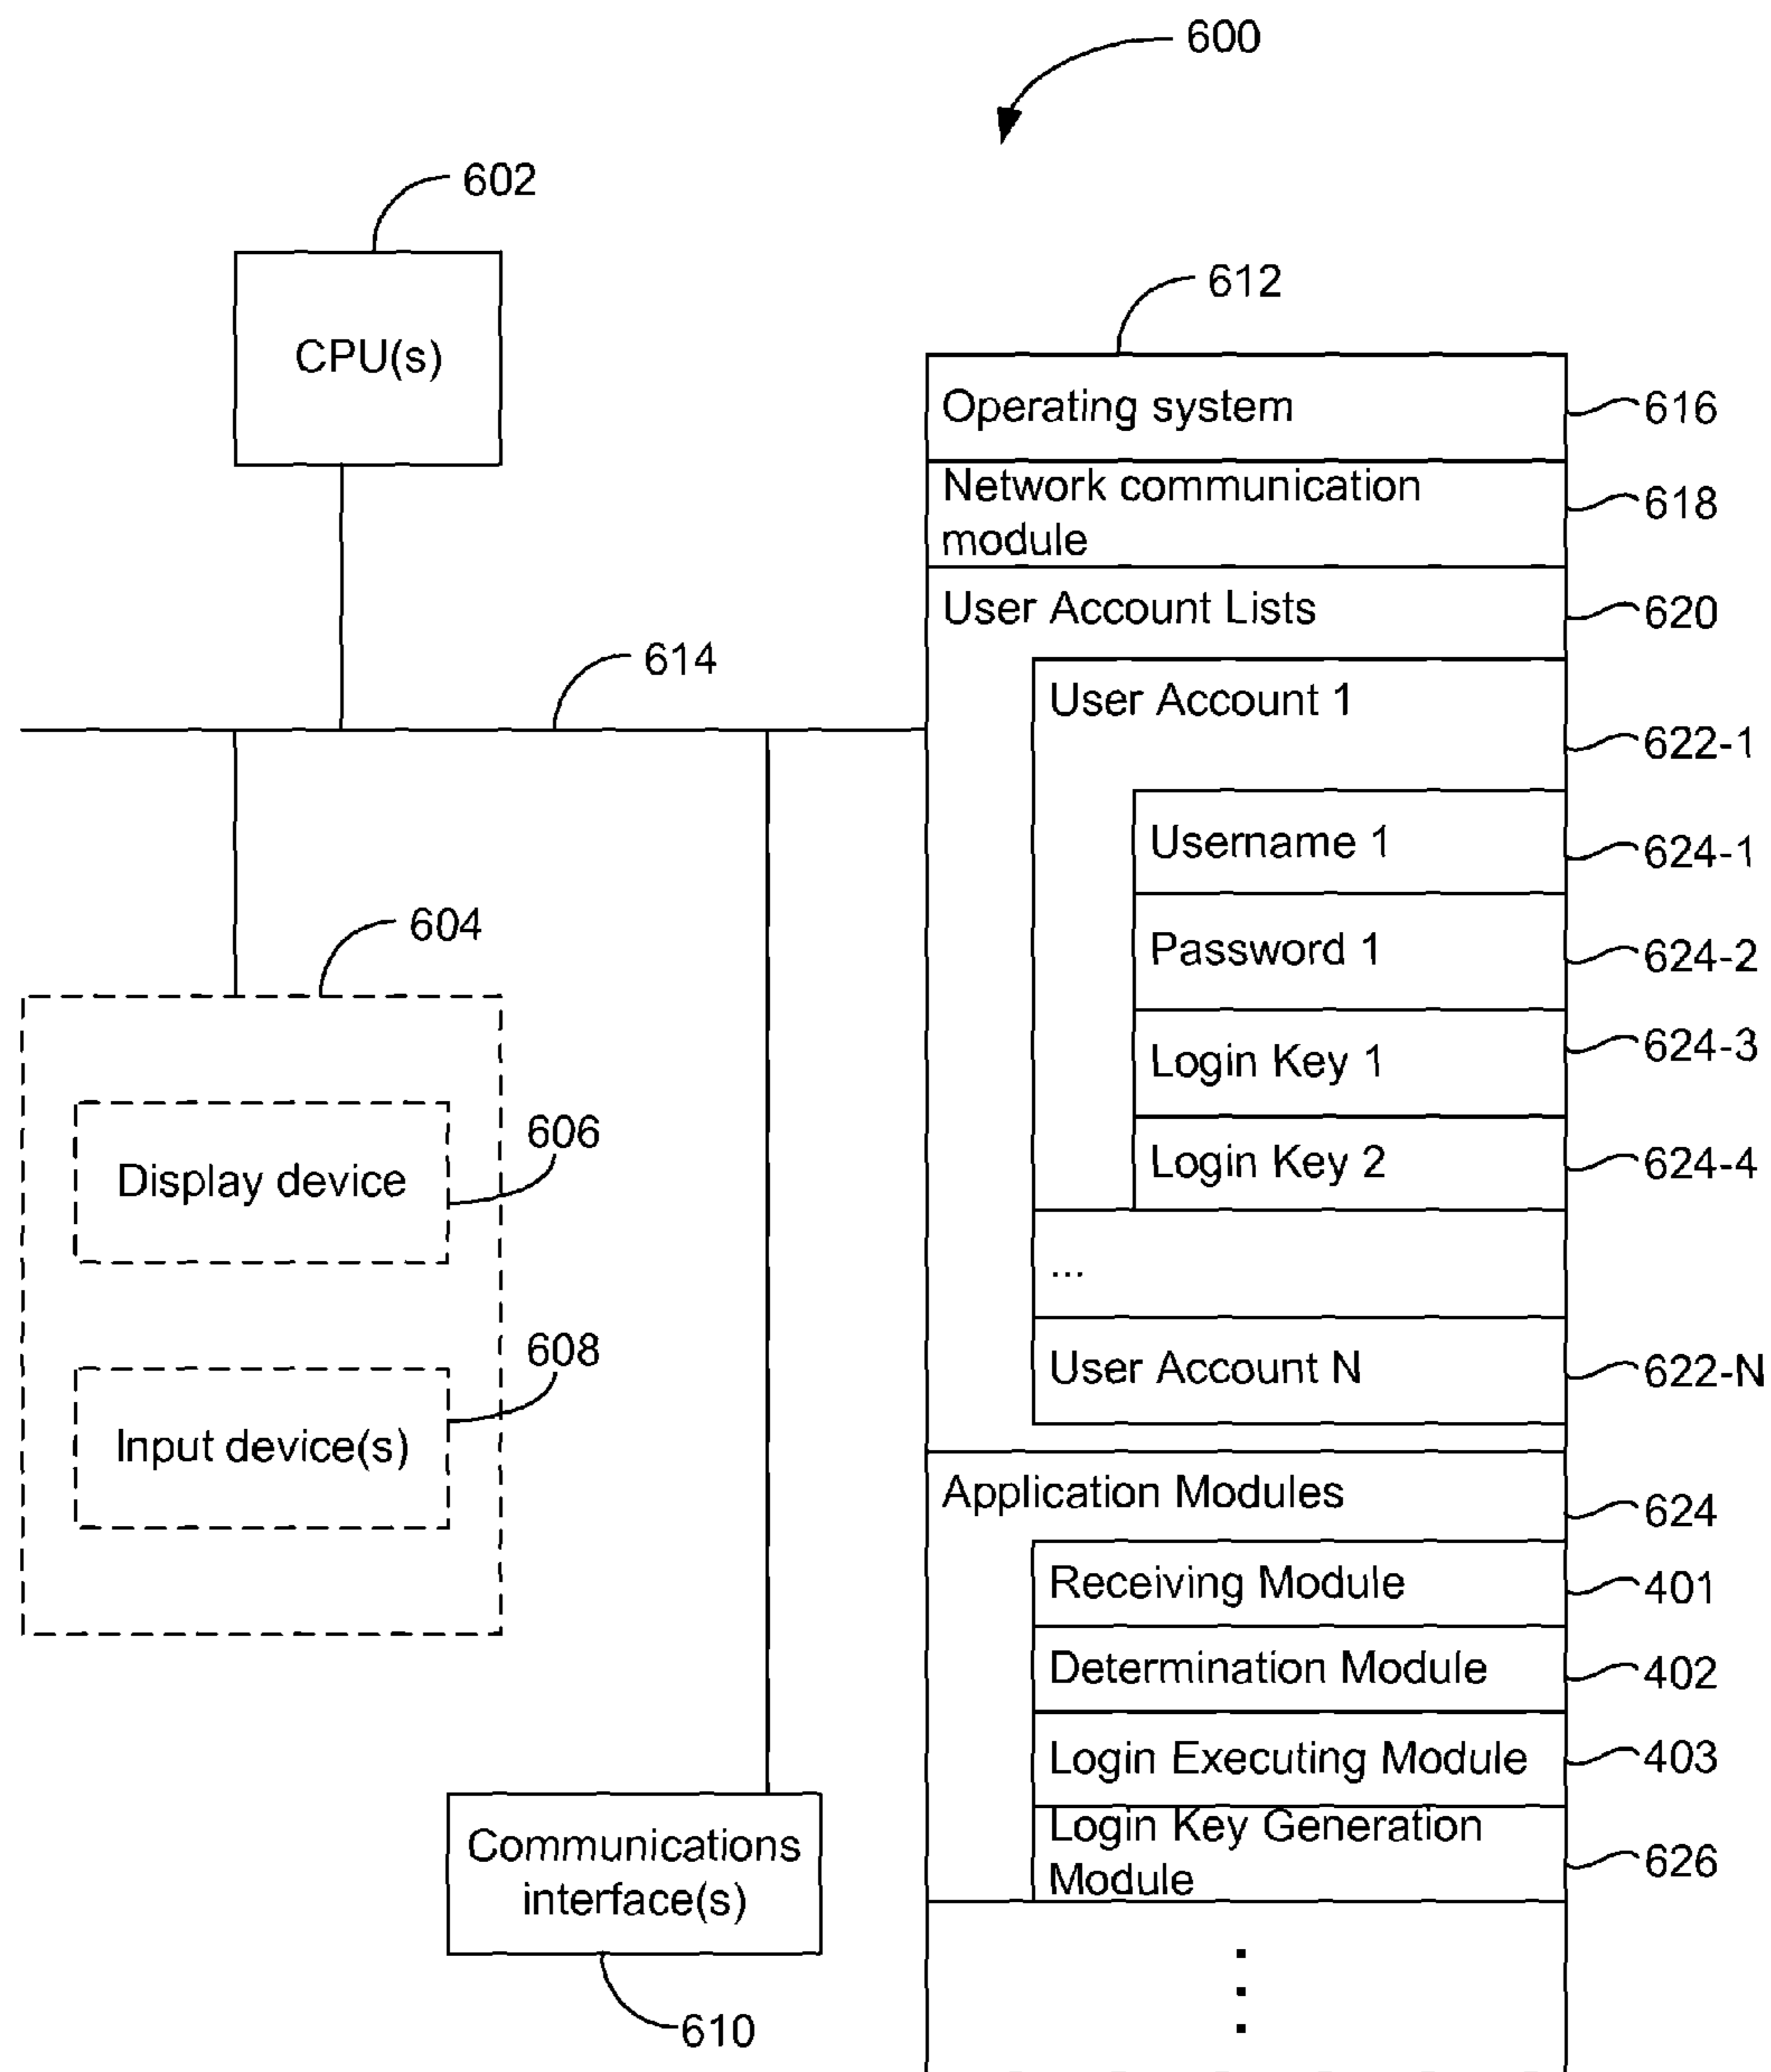 600
602
CPU(s)
612
Operating system
616
Network communication
module
618
User Account Lists
620
614
User Account 1
622-1
Username 1
624-1
Password 1
624-2
Login Key 1
624-3
Login Key 2
624-4
...
User Account N
622-N
604
Display device
606
Input device(s)
608
Application Modules
624
Receiving Module
401
Determination Module
402
Login Executing Module
403
Login Key Generation
Module
626
Communications
interface(s)
610